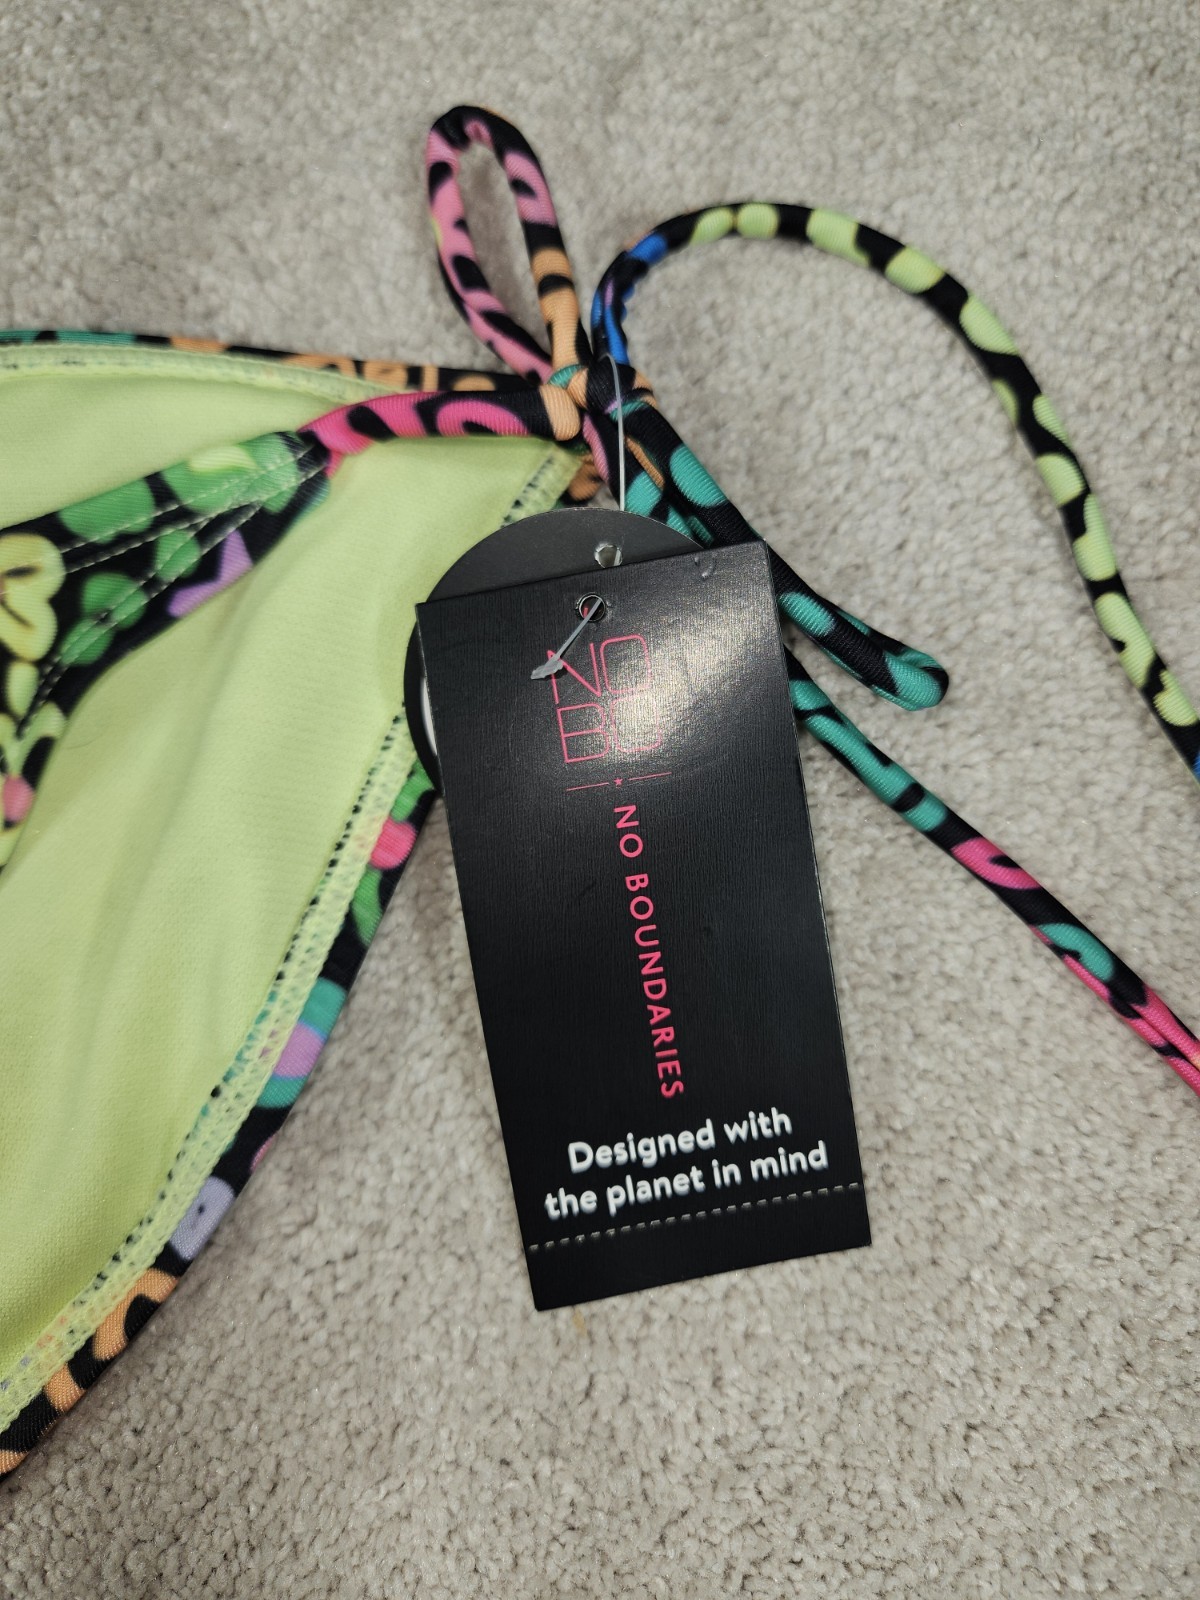 NO
BO
NO BOUNDARIES
Designed with
the planet in mind